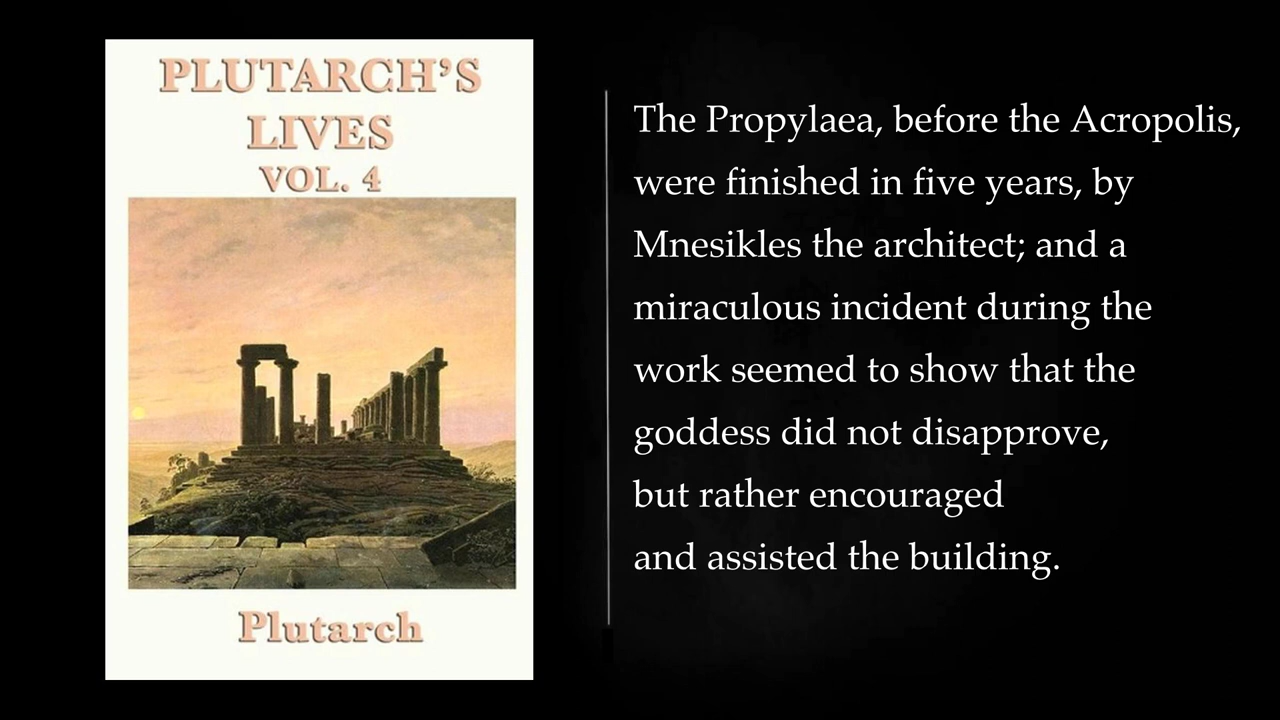 PLUTARCH'S
LIVES
VOL. 4
Plutarch
The Propylaea, before the Acropolis,
were finished in five years, by
Mnesikles the architect; and a
miraculous incident during the
work seemed to show that the
goddess did not disapprove,
but rather encouraged
and assisted the building.